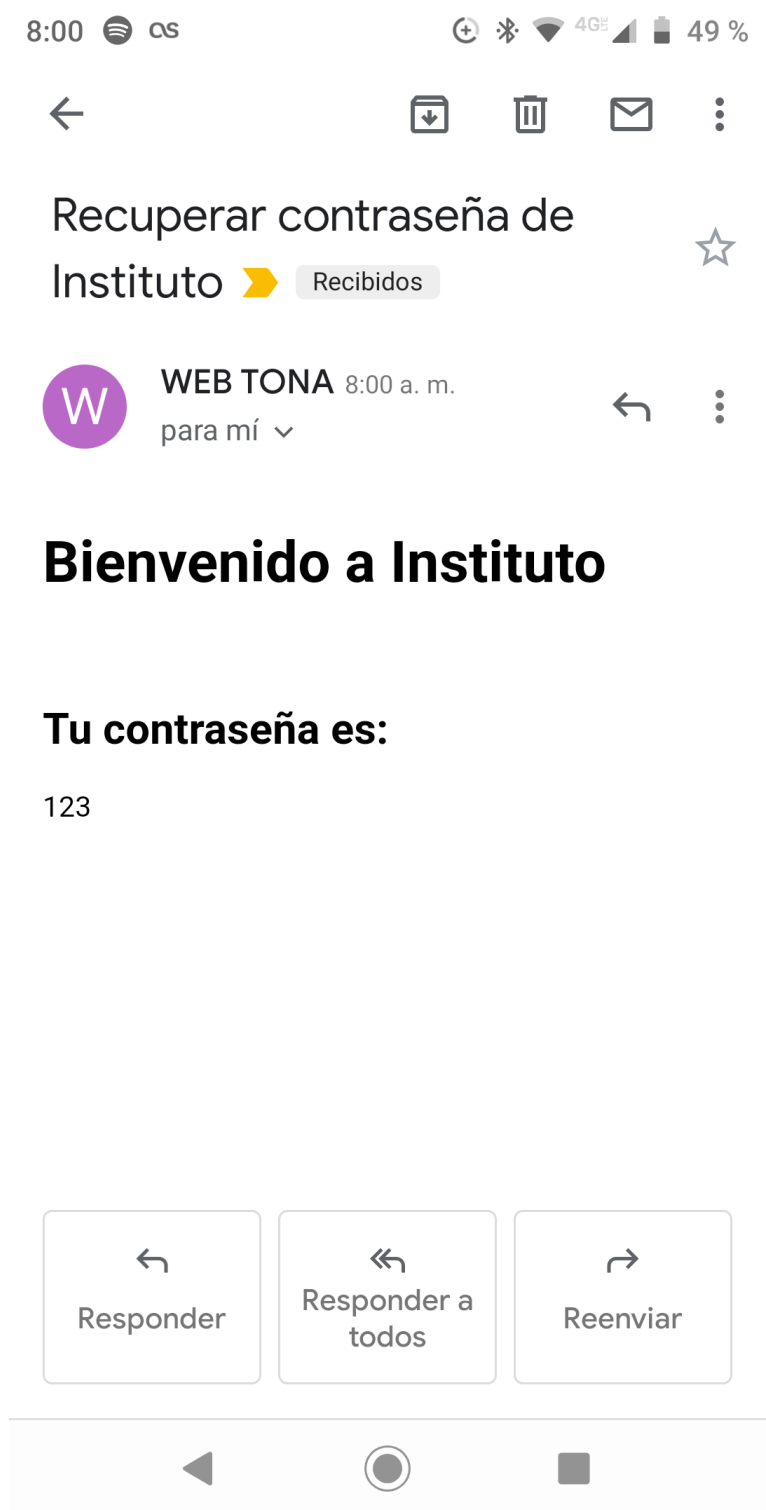 8:00 4G 49 %
Recuperar contraseña de
Instituto Recibidos
W WEB TONA 8:00 a. m.
para mí
Bienvenido a Instituto
Tu contraseña es:
123
Responder
Responder a
todos
Reenviar